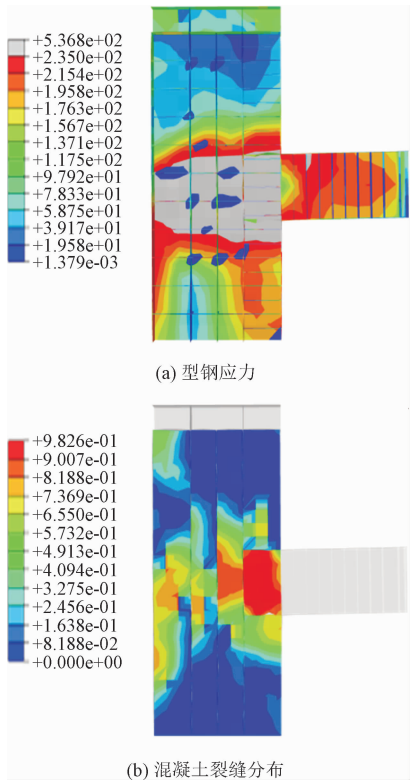 +5.368e+02
+2.350e+02
+2.154e+02
+1.958e+02
+1.763e+02
+1.567e+02
+1.371e+02
+1.175e+02
+9.792e+01
+7.833e+01
+5.875e+01
+3.917e+01
+1.958e+01
+1.379e-03
(a) 型钢应力
+9.826e-01
+9.007e-01
+8.188e-01
+7.369e-01
+6.550e-01
+5.732e-01
+4.913e-01
+4.094e-01
+3.275e-01
+2.456e-01
+1.638e-01
+8.188e-02
+0.000e+00
(b) 混凝土裂缝分布